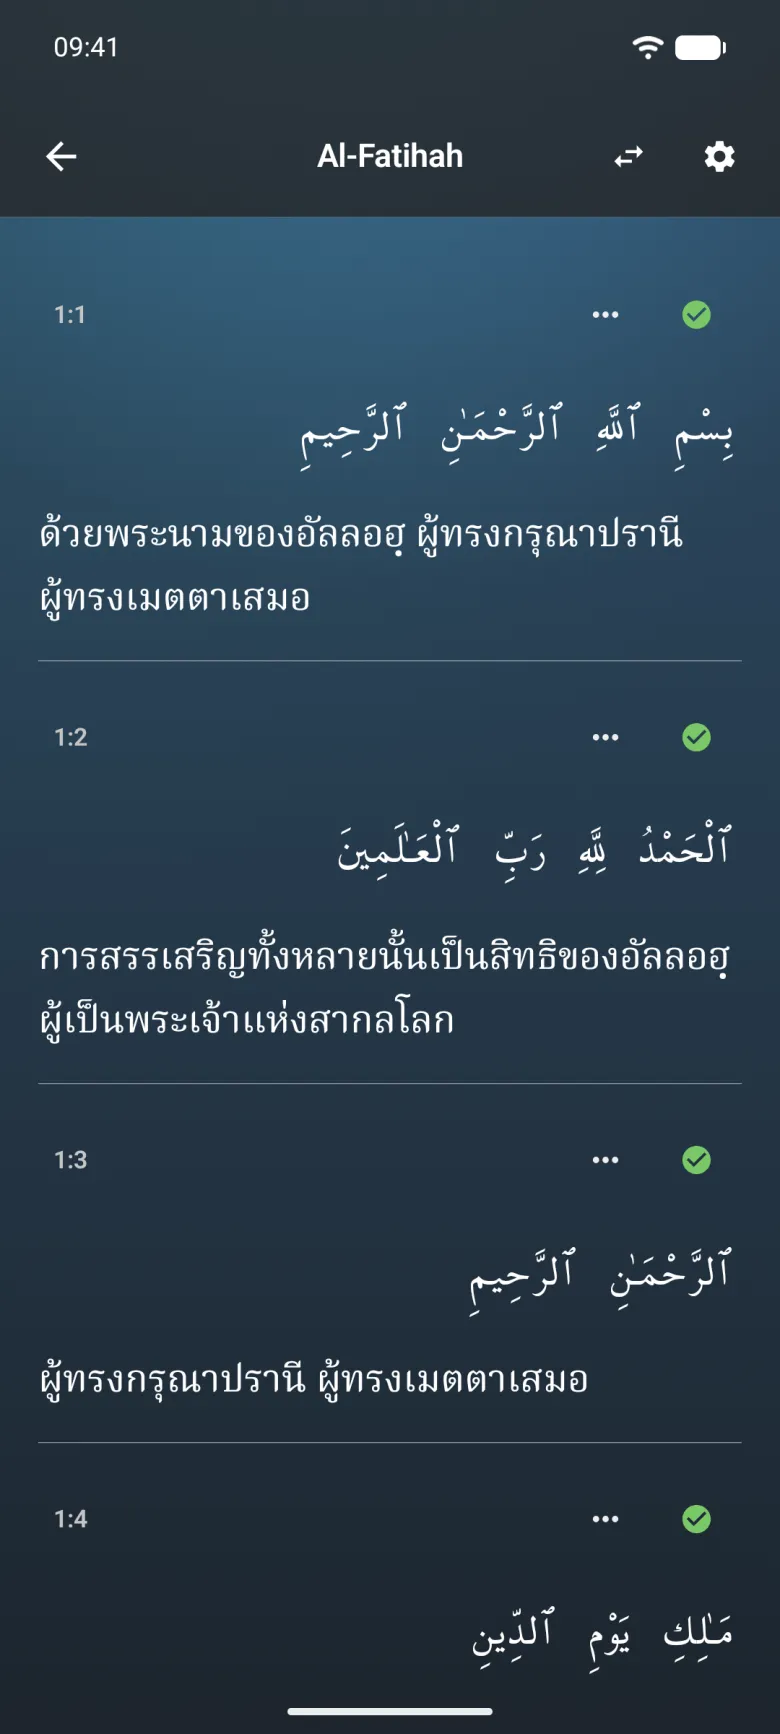 09:41
Al-Fatihah
1:1
بِسْمِ ٱللَّهِ ٱلرَّحْمَـٰنِ ٱلرَّحِيمِ
ด้วยพระนามของอัลลอฮฺ ผู้ทรงกรุณาปรานี
ผู้ทรงเมตตาเสมอ
1:2
ٱلْحَمْدُ لِلَّهِ رَبِّ ٱلْعَـٰلَمِينَ
การสรรเสริญทั้งหลายนั้นเป็นสิทธิของอัลลอฮฺ
ผู้เป็นพระเจ้าแห่งสากลโลก
1:3
ٱلرَّحْمَـٰنِ ٱلرَّحِيمِ
ผู้ทรงกรุณาปรานี ผู้ทรงเมตตาเสมอ
1:4
مَـٰلِكِ يَوْمِ ٱلدِّينِ